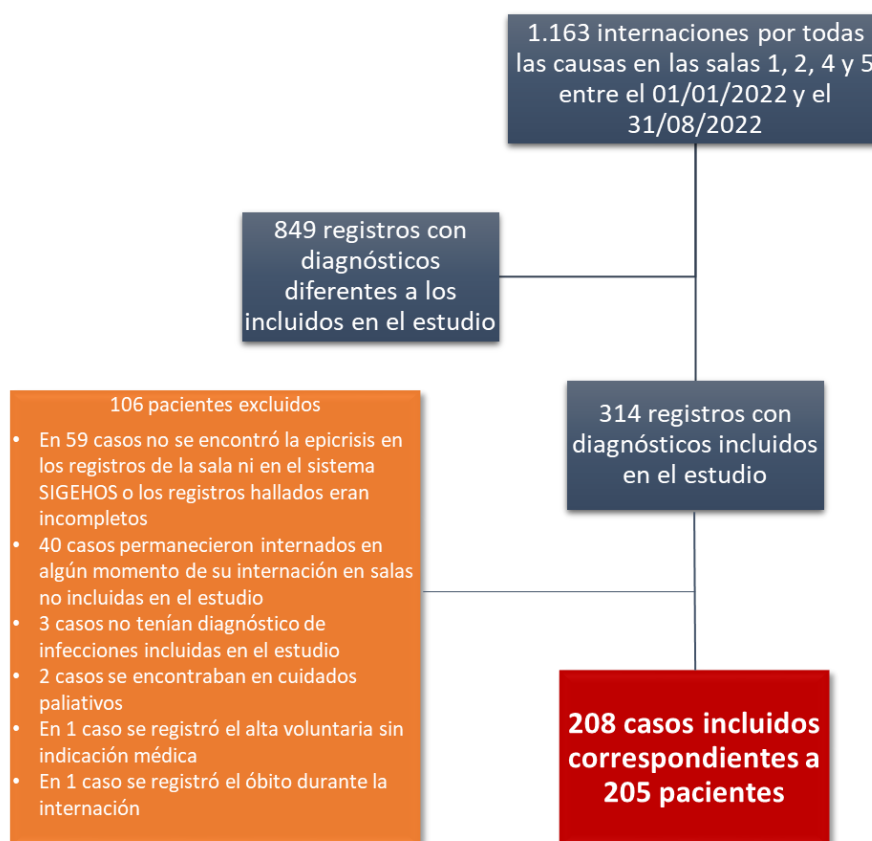 1.163 internaciones por todas
las causas en las salas 1, 2, 4 y 5
entre el 01/01/2022 y el
31/08/2022
849 registros con
diagnósticos
diferentes a los
incluidos en el estudio
314 registros con
diagnósticos incluidos
en el estudio
106 pacientes excluidos
• En 59 casos no se encontró la epicrisis en
los registros de la sala ni en el sistema
SIGEHOS o los registros hallados eran
incompletos
• 40 casos permanecieron internados en
algún momento de su internación en salas
no incluidas en el estudio
• 3 casos no tenían diagnóstico de
infecciones incluidas en el estudio
• 2 casos se encontraban en cuidados
paliativos
• En 1 caso se registró el alta voluntaria sin
indicación médica
• En 1 caso se registró el óbito durante la
internación
208 casos incluidos
correspondientes a
205 pacientes